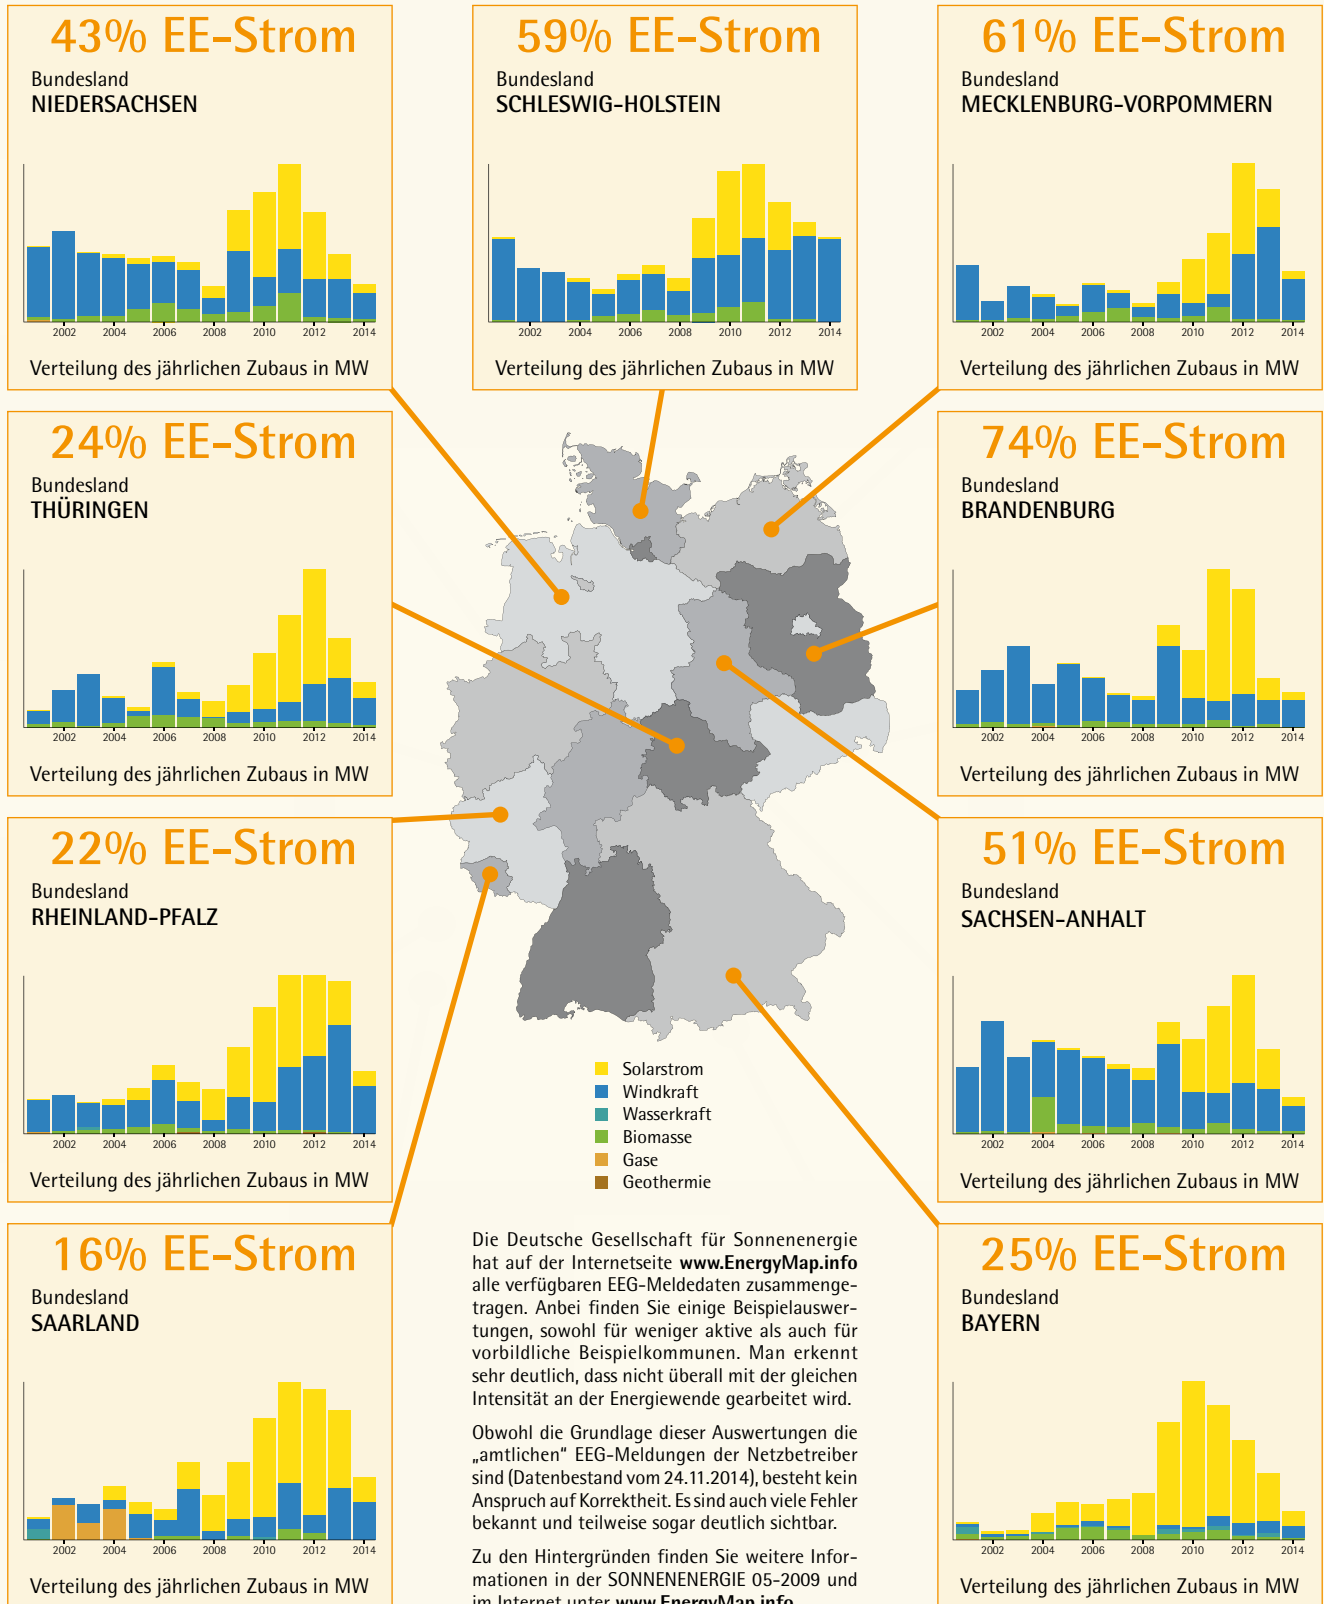 43% EE-Strom
Bundesland
NIEDERSACHSEN
2002 2004 2006 2008 2010 2012 2014
Verteilung des jährlichen Zubaus in MW
59% EE-Strom
Bundesland
SCHLESWIG-HOLSTEIN
2002 2004 2006 2008 2010 2012 2014
Verteilung des jährlichen Zubaus in MW
61% EE-Strom
Bundesland
MECKLENBURG-VORPOMMERN
2002 2004 2006 2008 2010 2012 2014
Verteilung des jährlichen Zubaus in MW
24% EE-Strom
Bundesland
THÜRINGEN
2002 2004 2006 2008 2010 2012 2014
Verteilung des jährlichen Zubaus in MW
74% EE-Strom
Bundesland
BRANDENBURG
2002 2004 2006 2008 2010 2012 2014
Verteilung des jährlichen Zubaus in MW
22% EE-Strom
Bundesland
RHEINLAND-PFALZ
2002 2004 2006 2008 2010 2012 2014
Verteilung des jährlichen Zubaus in MW
51% EE-Strom
Bundesland
SACHSEN-ANHALT
2002 2004 2006 2008 2010 2012 2014
Verteilung des jährlichen Zubaus in MW
Solarstrom
Windkraft
Wasserkraft
Biomasse
Gase
Geothermie
16% EE-Strom
Bundesland
SAARLAND
2002 2004 2006 2008 2010 2012 2014
Verteilung des jährlichen Zubaus in MW
Die Deutsche Gesellschaft für Sonnenenergie
hat auf der Internetseite www.EnergyMap.info
alle verfügbaren EEG-Meldedaten zusammenge-
tragen. Anbei finden Sie einige Beispielauswer-
tungen, sowohl für weniger aktive als auch für
vorbildliche Beispielkommunen. Man erkennt
sehr deutlich, dass nicht überall mit der gleichen
Intensität an der Energiewende gearbeitet wird.
Obwohl die Grundlage dieser Auswertungen die
„amtlichen“ EEG-Meldungen der Netzbetreiber
sind (Datenbestand vom 24.11.2014), besteht kein
Anspruch auf Korrektheit. Es sind auch viele Fehler
bekannt und teilweise sogar deutlich sichtbar.
Zu den Hintergründen finden Sie weitere Infor-
mationen in der SONNENENERGIE 05-2009 und
im Internet unter www.EnergyMap.info
25% EE-Strom
Bundesland
BAYERN
2002 2004 2006 2008 2010 2012 2014
Verteilung des jährlichen Zubaus in MW